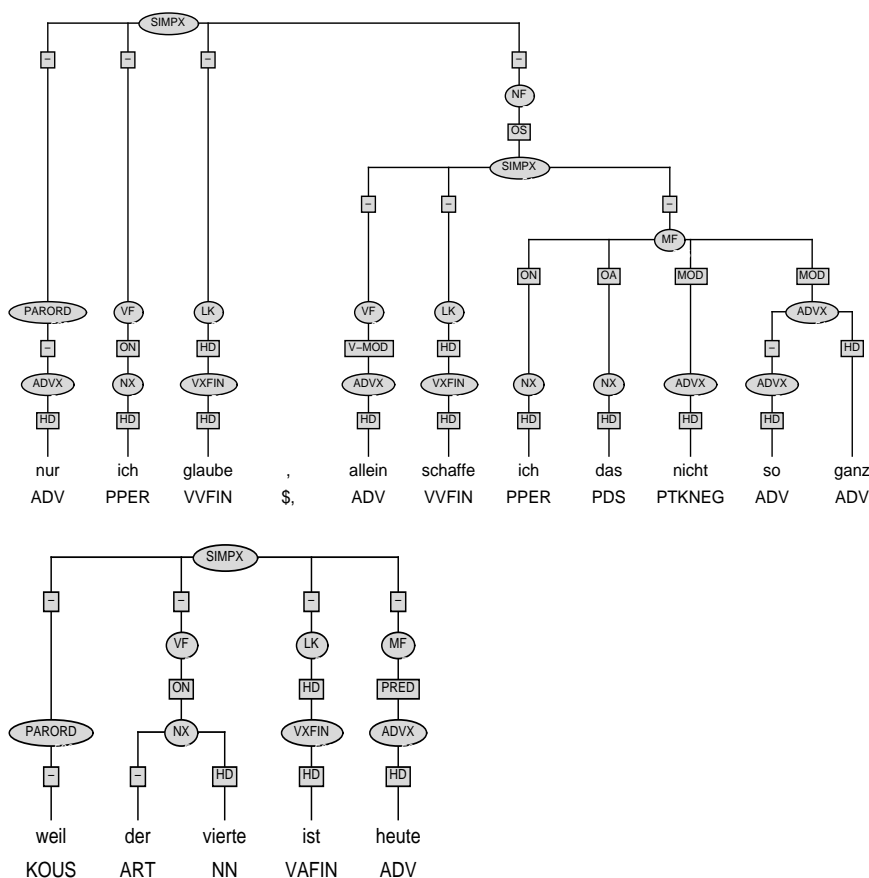 SIMPX
– – – –
NF
OS
SIMPX
– – –
MF
ON OA MOD MOD
PARORD VF LK VF LK ADVX
– ON HD V–MOD HD – HD
ADVX NX VXFIN ADVX VXFIN NX NX ADVX ADVX
HD HD HD HD HD HD HD HD HD
nur ich glaube , allein schaffe ich das nicht so ganz
ADV PPER VVFIN $, ADV VVFIN PPER PDS PTKNEG ADV ADV
SIMPX
– – – –
VF LK MF
ON HD PRED
PARORD NX VXFIN ADVX
– – HD HD HD
weil der vierte ist heute
KOUS ART NN VAFIN ADV